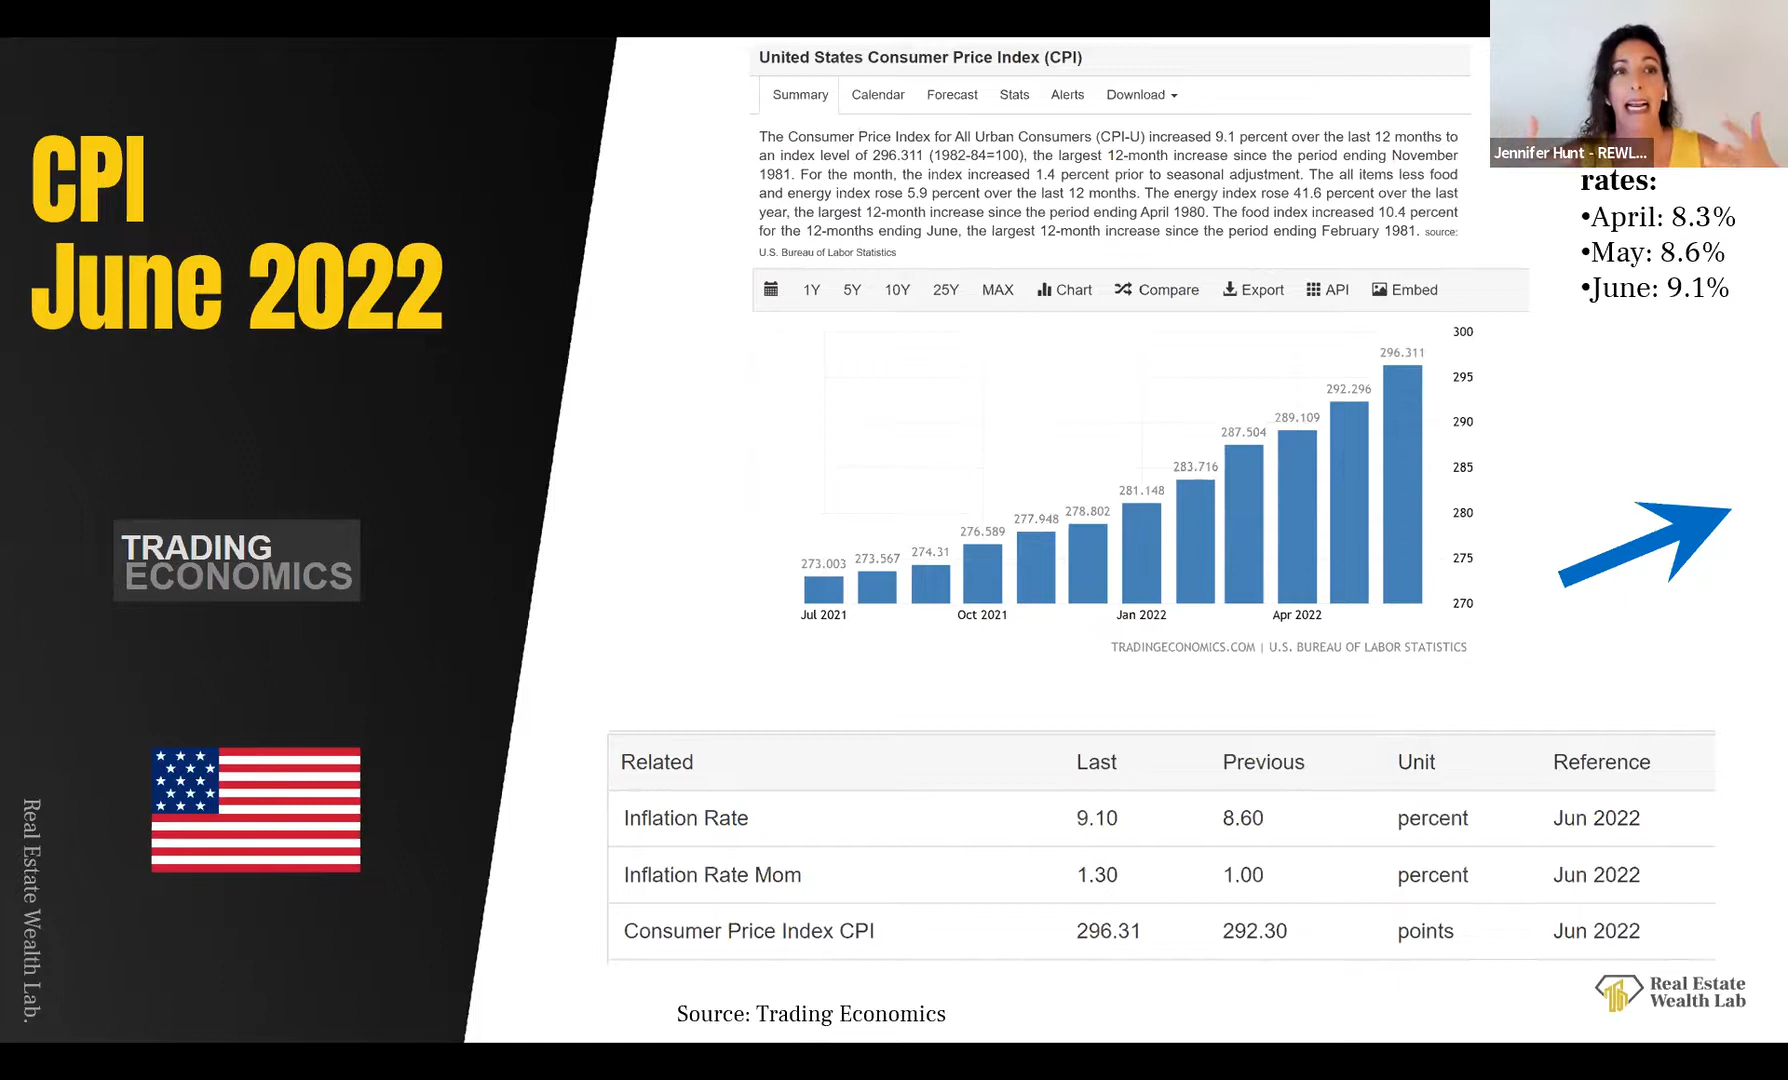 CPI
June 2022
TRADING
ECONOMICS
Real Estate Wealth Lab.
United States Consumer Price Index (CPI)
Summary Calendar Forecast Stats Alerts Download
The Consumer Price Index for All Urban Consumers (CPI-U) increased 9.1 percent over the last 12 months to
an index level of 296.311 (1982-84=100), the largest 12-month increase since the period ending November
1981. For the month, the index increased 1.4 percent prior to seasonal adjustment. The all items less food
and energy index rose 5.9 percent over the last 12 months. The energy index rose 41.6 percent over the last
year, the largest 12-month increase since the period ending April 1980. The food index increased 10.4 percent
for the 12-months ending June, the largest 12-month increase since the period ending February 1981. source:
U.S. Bureau of Labor Statistics
1Y 5Y 10Y 25Y MAX Chart Compare Export API Embed
300
295
290
285
280
275
270
273.003
273.567
274.31
276.589
277.948
278.802
281.148
283.716
287.504
289.109
292.296
296.311
Jul 2021 Oct 2021 Jan 2022 Apr 2022
TRADINGECONOMICS.COM | U.S. BUREAU OF LABOR STATISTICS
Jennifer Hunt - REWL...
rates:
•April: 8.3%
•May: 8.6%
•June: 9.1%
Related Last Previous Unit Reference
Inflation Rate 9.10 8.60 percent Jun 2022
Inflation Rate Mom 1.30 1.00 percent Jun 2022
Consumer Price Index CPI 296.31 292.30 points Jun 2022
Source: Trading Economics
Real Estate
Wealth Lab